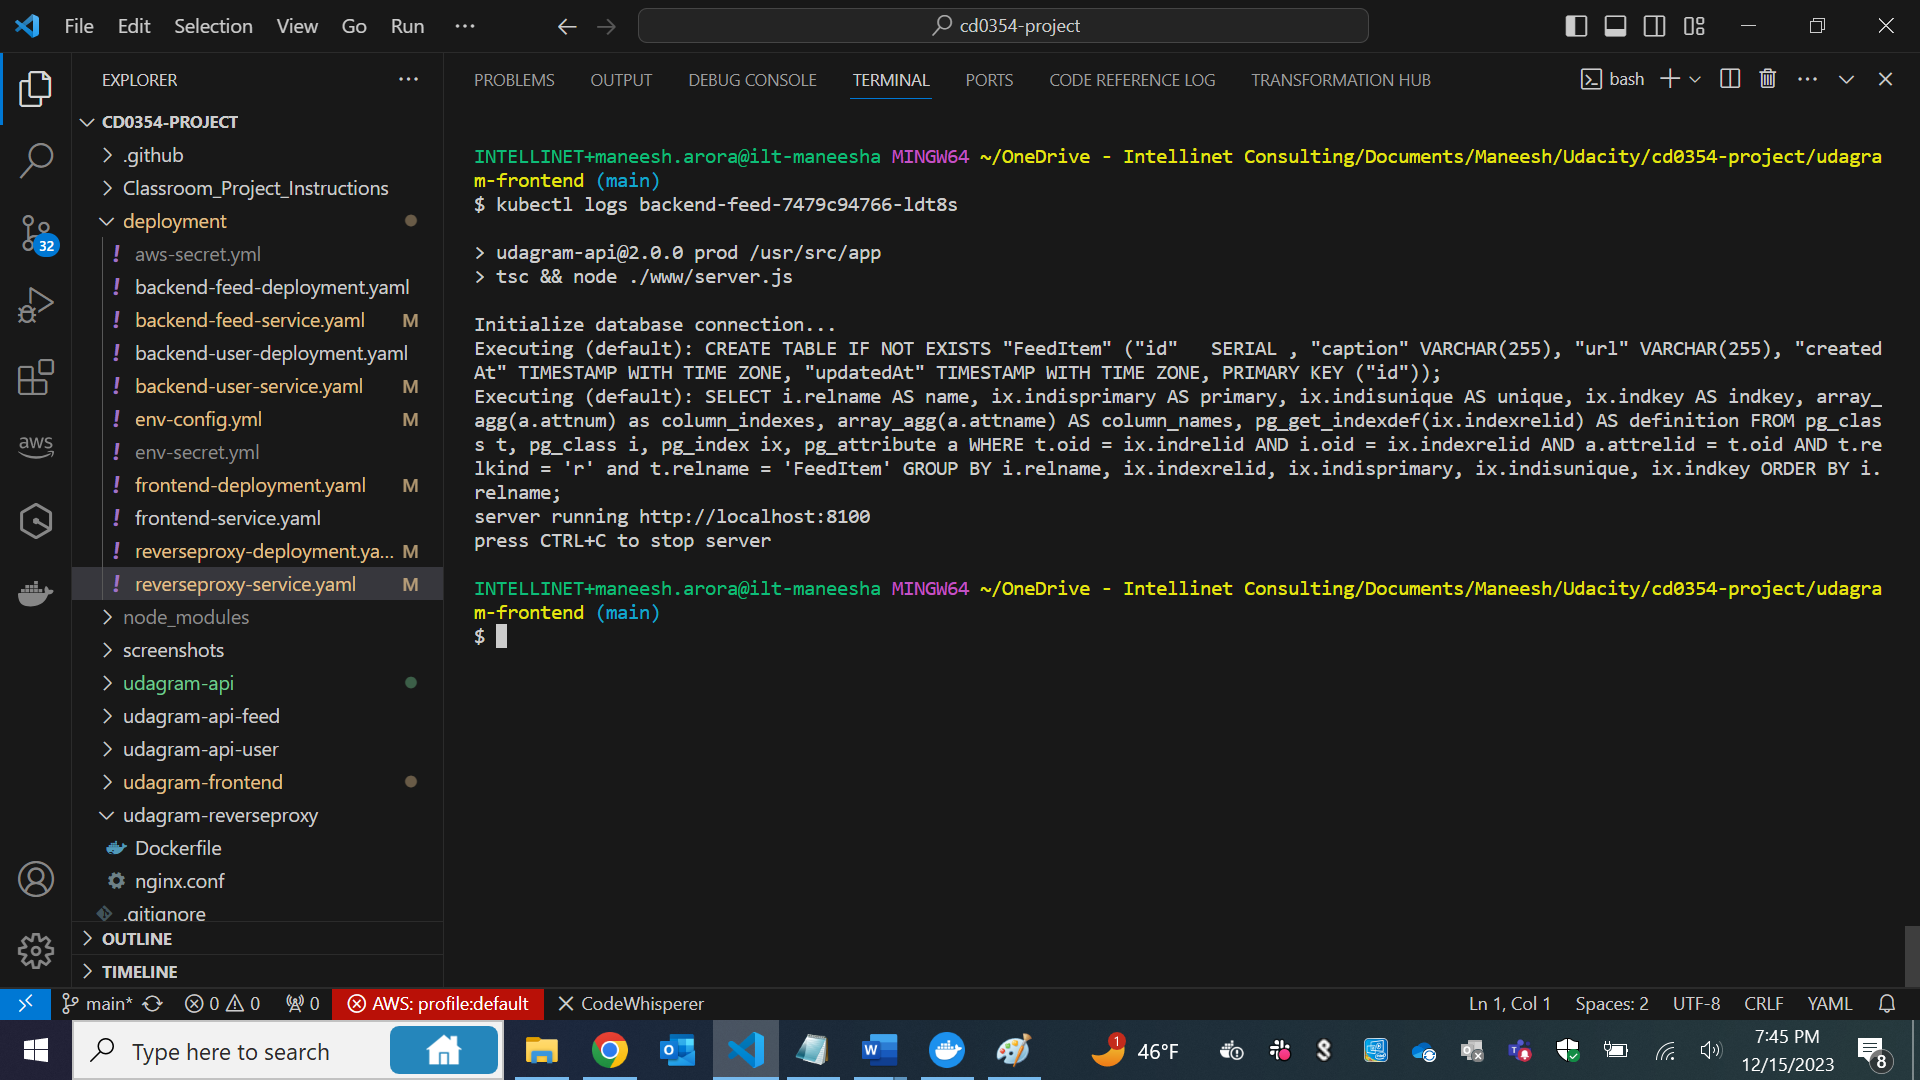 File Edit Selection View Go Run ··· cd0354-project
EXPLORER ···
CD0354-PROJECT
.github
Classroom_Project_Instructions
deployment
! aws-secret.yml
! backend-feed-deployment.yaml
! backend-feed-service.yaml M
! backend-user-deployment.yaml
! backend-user-service.yaml M
! env-config.yml M
! env-secret.yml
! frontend-deployment.yaml M
! frontend-service.yaml
! reverseproxy-deployment.ya... M
! reverseproxy-service.yaml M
node_modules
screenshots
udagram-api
udagram-api-feed
udagram-api-user
udagram-frontend
udagram-reverseproxy
Dockerfile
nginx.conf
.gitignore
OUTLINE
TIMELINE
32
aws
PROBLEMS OUTPUT DEBUG CONSOLE TERMINAL PORTS CODE REFERENCE LOG TRANSFORMATION HUB bash ···
INTELLINET+maneesh.arora@ilt-maneesha MINGW64 ~/OneDrive - Intellinet Consulting/Documents/Maneesh/Udacity/cd0354-project/udagra
m-frontend (main)
$ kubectl logs backend-feed-7479c94766-ldt8s
> udagram-api@2.0.0 prod /usr/src/app
> tsc && node ./www/server.js
Initialize database connection...
Executing (default): CREATE TABLE IF NOT EXISTS "FeedItem" ("id"   SERIAL , "caption" VARCHAR(255), "url" VARCHAR(255), "created
At" TIMESTAMP WITH TIME ZONE, "updatedAt" TIMESTAMP WITH TIME ZONE, PRIMARY KEY ("id"));
Executing (default): SELECT i.relname AS name, ix.indisprimary AS primary, ix.indisunique AS unique, ix.indkey AS indkey, array_
agg(a.attnum) as column_indexes, array_agg(a.attname) AS column_names, pg_get_indexdef(ix.indexrelid) AS definition FROM pg_clas
s t, pg_class i, pg_index ix, pg_attribute a WHERE t.oid = ix.indrelid AND i.oid = ix.indexrelid AND a.attrelid = t.oid AND t.re
lkind = 'r' and t.relname = 'FeedItem' GROUP BY i.relname, ix.indexrelid, ix.indisprimary, ix.indisunique, ix.indkey ORDER BY i.
relname;
server running http://localhost:8100
press CTRL+C to stop server
INTELLINET+maneesh.arora@ilt-maneesha MINGW64 ~/OneDrive - Intellinet Consulting/Documents/Maneesh/Udacity/cd0354-project/udagra
m-frontend (main)
$
main* 0 0 0 AWS: profile:default CodeWhisperer Ln 1, Col 1 Spaces: 2 UTF-8 CRLF YAML
Type here to search 1 46°F 7:45 PM
12/15/2023 8